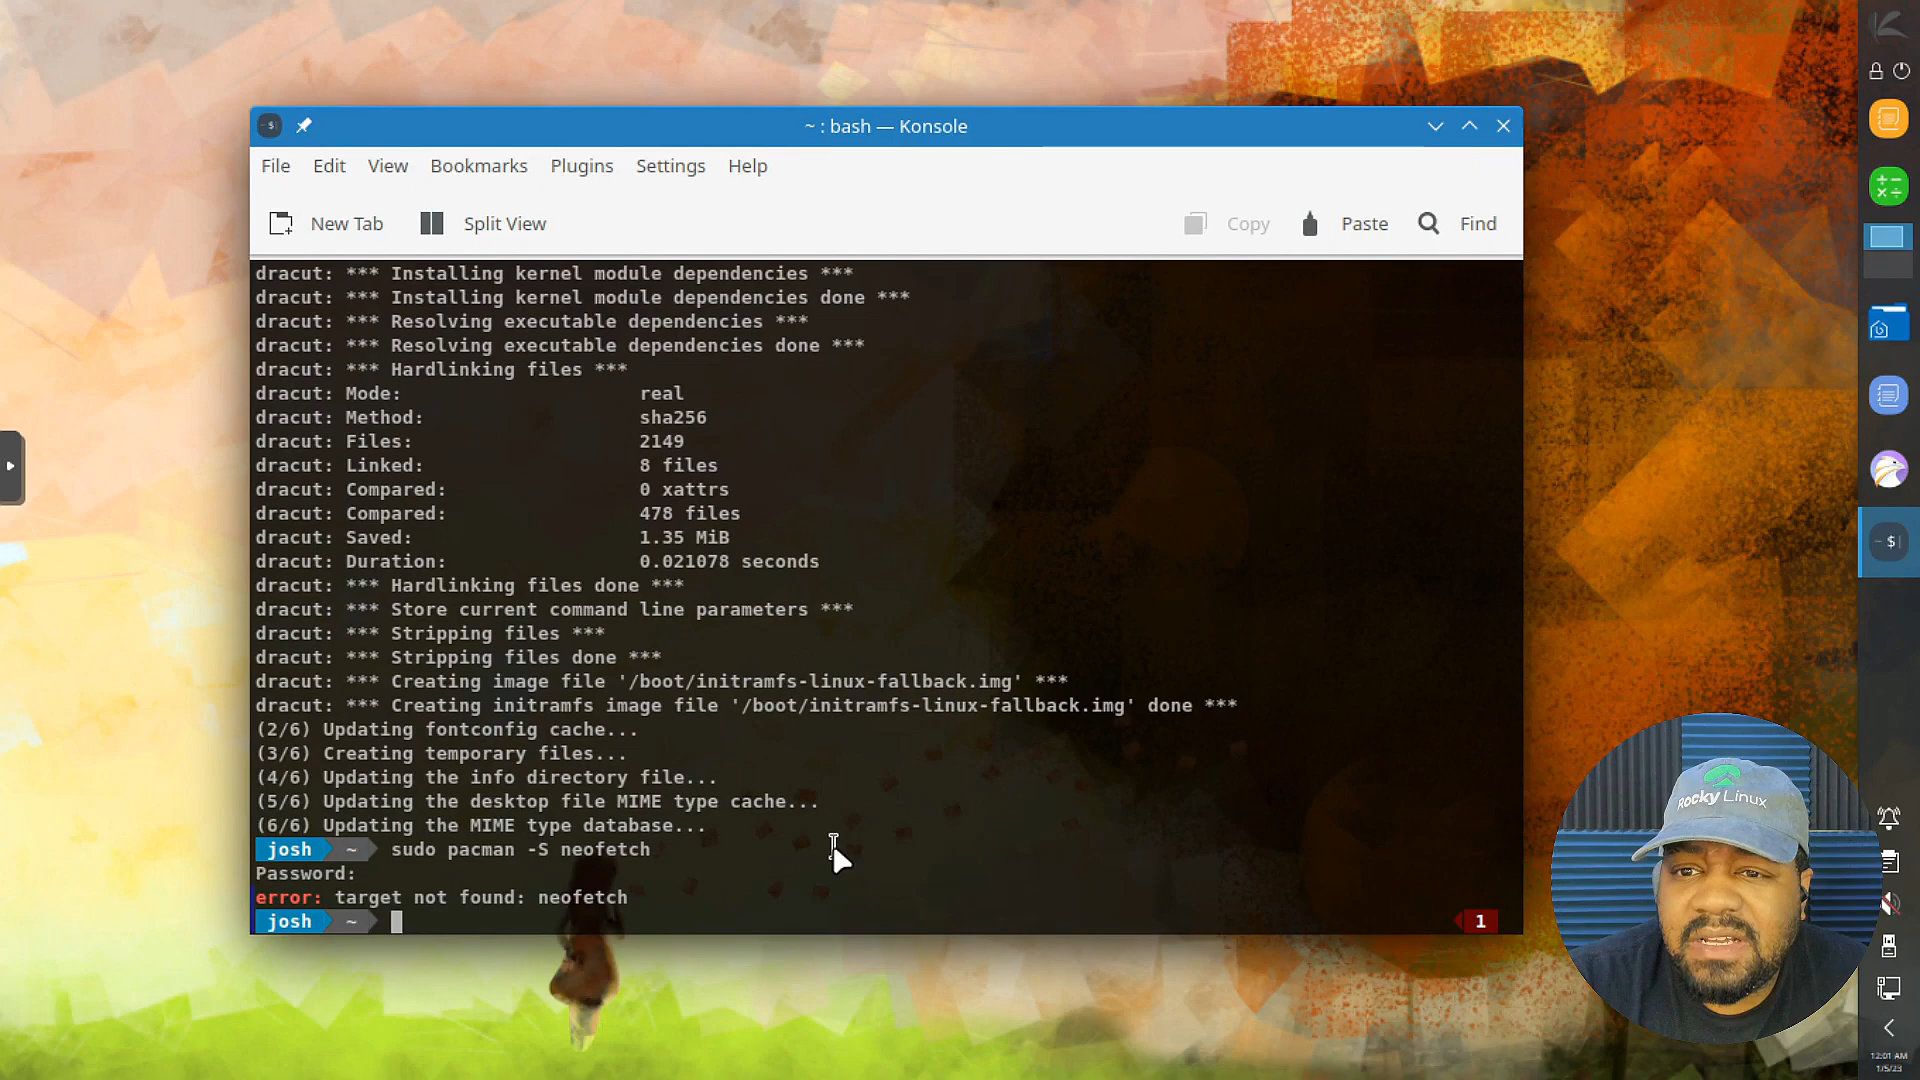 ~ : bash — Konsole
File Edit View Bookmarks Plugins Settings Help
New Tab Split View Copy Paste Find
dracut: *** Installing kernel module dependencies ***
dracut: *** Installing kernel module dependencies done ***
dracut: *** Resolving executable dependencies ***
dracut: *** Resolving executable dependencies done ***
dracut: *** Hardlinking files ***
dracut: Mode: real
dracut: Method: sha256
dracut: Files: 2149
dracut: Linked: 8 files
dracut: Compared: 0 xattrs
dracut: Compared: 478 files
dracut: Saved: 1.35 MiB
dracut: Duration: 0.021078 seconds
dracut: *** Hardlinking files done ***
dracut: *** Store current command line parameters ***
dracut: *** Stripping files ***
dracut: *** Stripping files done ***
dracut: *** Creating image file '/boot/initramfs-linux-fallback.img' ***
dracut: *** Creating initramfs image file '/boot/initramfs-linux-fallback.img' done ***
(2/6) Updating fontconfig cache...
(3/6) Creating temporary files...
(4/6) Updating the info directory file...
(5/6) Updating the desktop file MIME type cache...
(6/6) Updating the MIME type database...
josh ~ sudo pacman -S neofetch
Password:
error: target not found: neofetch
josh ~ 1
Rocky Linux
12:01 AM
1/5/23